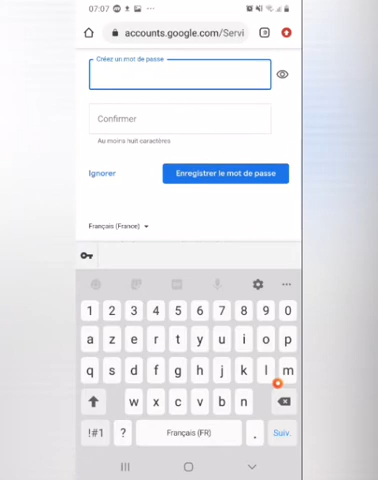 07:07
accounts.google.com/Servi
Créez un mot de passe
Confirmer
Au moins huit caractères
Ignorer
Enregistrer le mot de passe
Français (France)
1 2 3 4 5 6 7 8 9 0
a z e r t y u i o p
q s d f g h j k l m
w x c v b n
!#1 ? Français (FR) . Suiv.